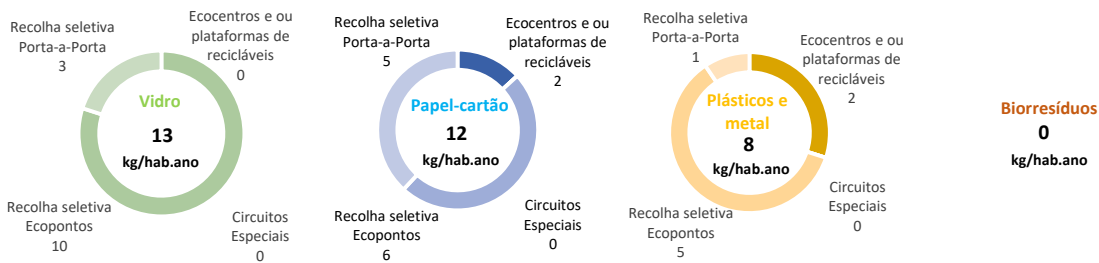 Recolha seletiva
Porta-a-Porta
3
Ecocentros e ou
plataformas de
recicláveis
0
Vidro
13
kg/hab.ano
Recolha seletiva
Ecopontos
10
Circuitos
Especiais
0
Recolha seletiva
Porta-a-Porta
5
Ecocentros e ou
plataformas de
recicláveis
2
Papel-cartão
12
kg/hab.ano
Recolha seletiva
Ecopontos
6
Circuitos
Especiais
0
Recolha seletiva
Porta-a-Porta
1
Ecocentros e ou
plataformas de
recicláveis
2
Plásticos e
metal
8
kg/hab.ano
Recolha seletiva
Ecopontos
5
Circuitos
Especiais
0
Biorresíduos
0
kg/hab.ano